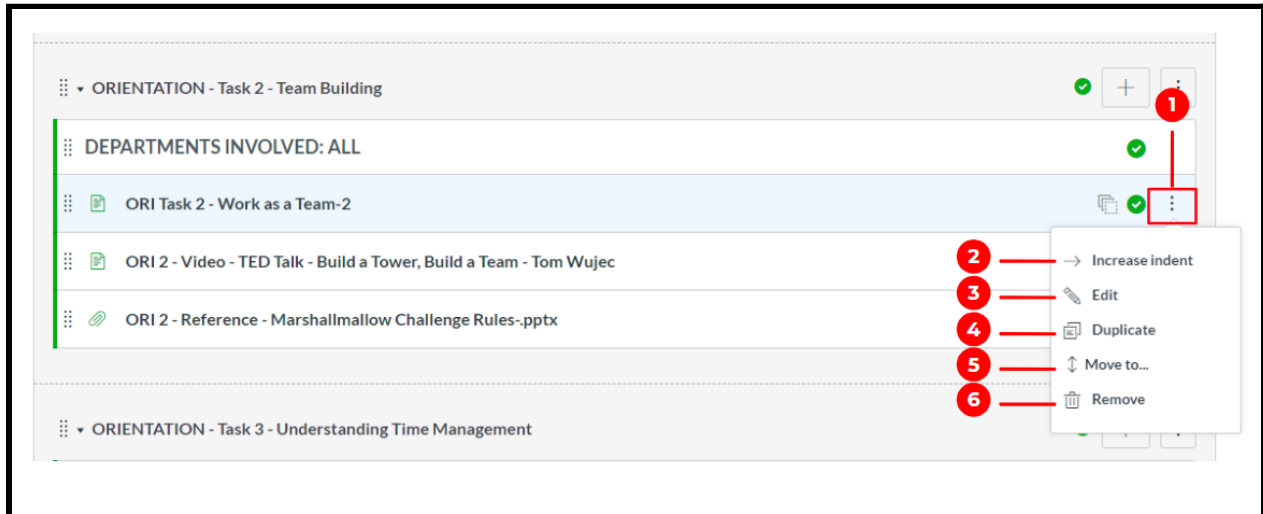 ORIENTATION - Task 2 - Team Building
1
DEPARTMENTS INVOLVED: ALL
ORI Task 2 - Work as a Team-2
ORI 2 - Video - TED Talk - Build a Tower, Build a Team - Tom Wujec
2 Increase indent
3 Edit
ORI 2 - Reference - Marshallmallow Challenge Rules-.pptx
4 Duplicate
5 Move to...
6 Remove
ORIENTATION - Task 3 - Understanding Time Management